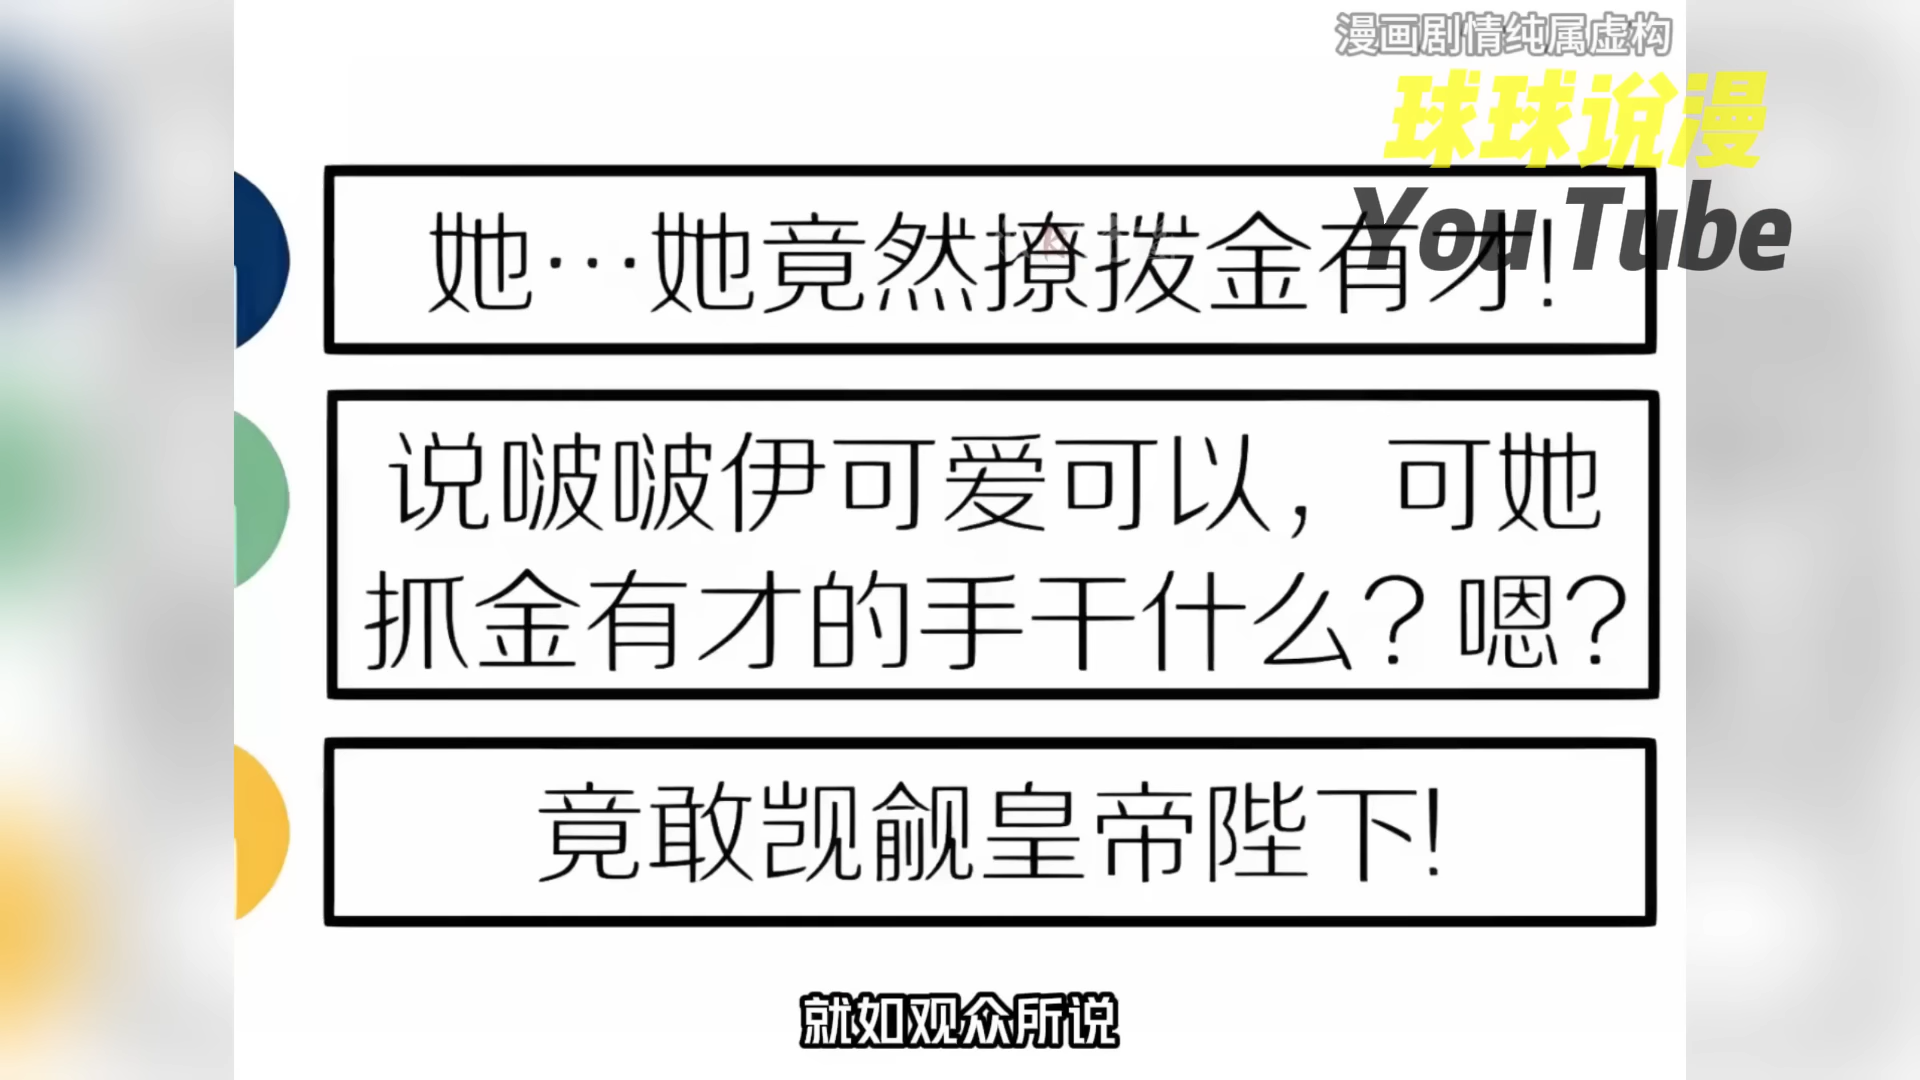 漫画剧情纯属虚构
球球说漫
YouTube
她…她竟然撩拨金有才!
说啵啵伊可爱可以，可她
抓金有才的手干什么？嗯？
竟敢觊觎皇帝陛下!
就如观众所说